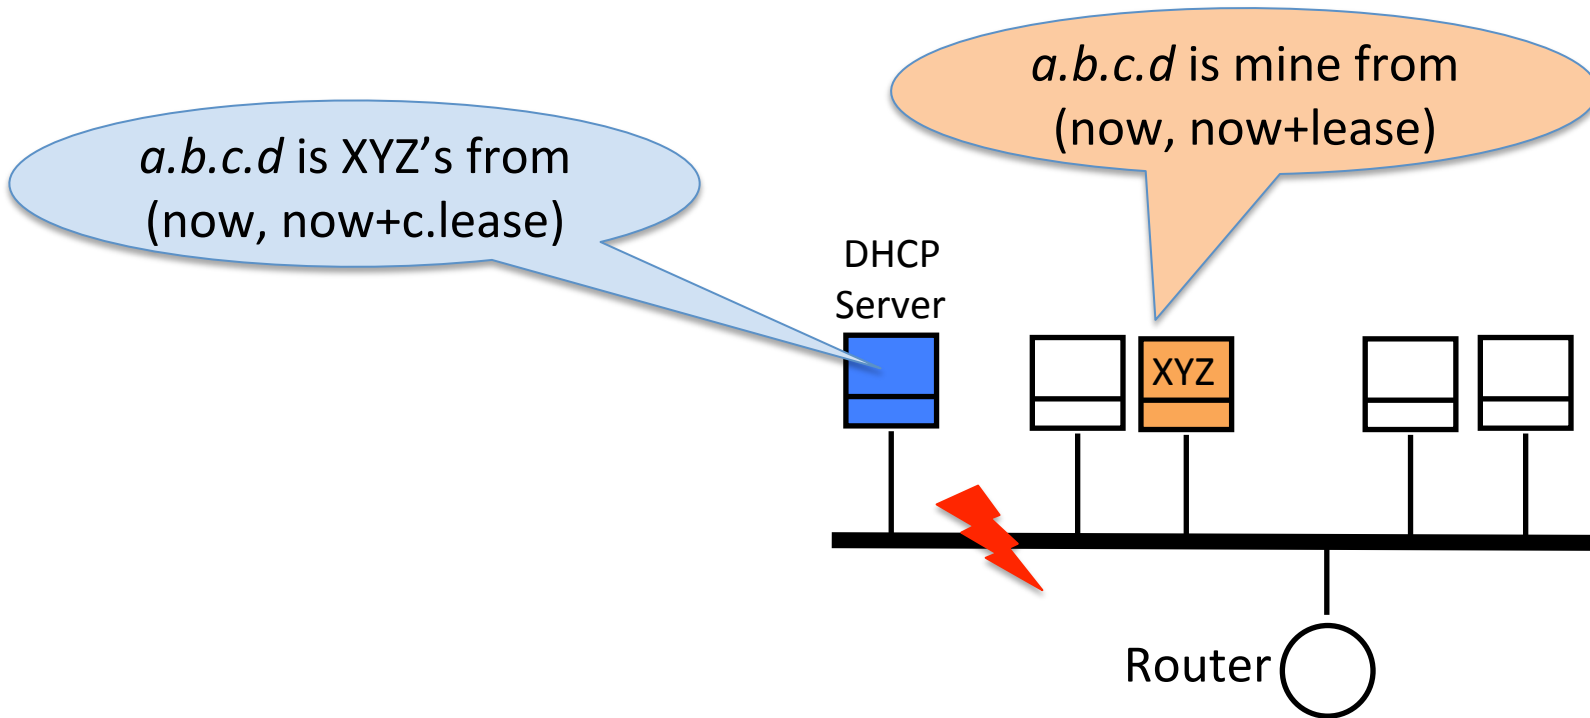 a.b.c.d is mine from
(now, now+lease)
a.b.c.d is XYZ’s from
(now, now+c.lease)
DHCP
Server
XYZ
Router